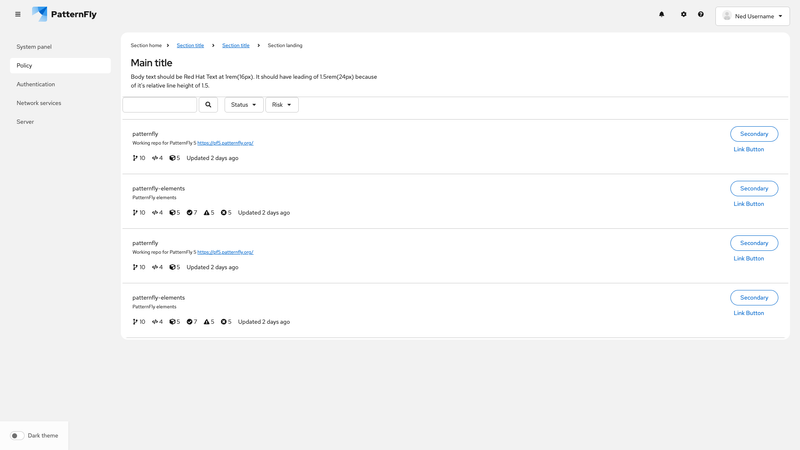 PatternFly
Ned Username
System panel
Policy
Authentication
Network services
Server
Section home > Section title > Section title > Section landing
Main title
Body text should be Red Hat Text at 1rem(16px). It should have leading of 1.5rem(24px) because
of it's relative line height of 1.5.
Status Risk
patternfly
Working repo for PatternFly 5 https://pf5.patternfly.org/
10 4 5 Updated 2 days ago
Secondary
Link Button
patternfly-elements
PatternFly elements
10 4 5 7 5 5 Updated 2 days ago
Secondary
Link Button
patternfly
Working repo for PatternFly 5 https://pf5.patternfly.org/
10 4 5 Updated 2 days ago
Secondary
Link Button
patternfly-elements
PatternFly elements
10 4 5 7 5 5 Updated 2 days ago
Secondary
Link Button
Dark theme